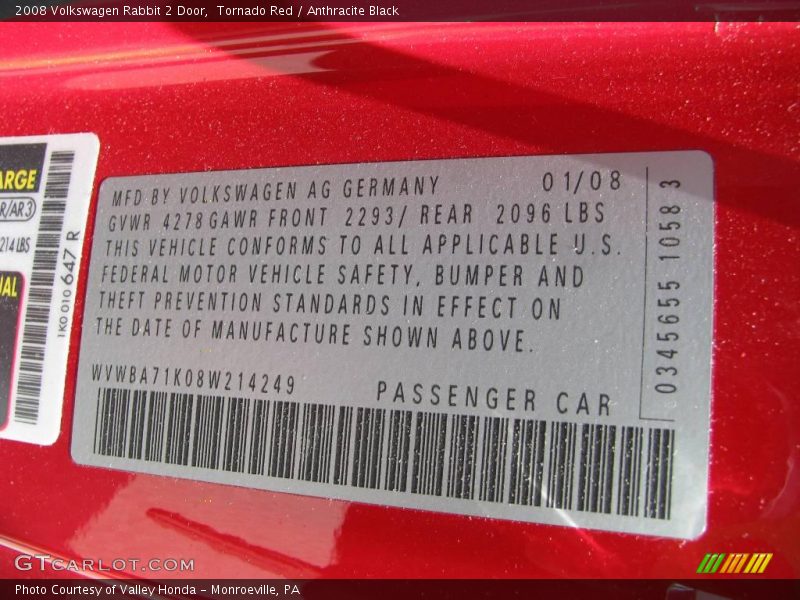 2008 Volkswagen Rabbit 2 Door,  Tornado Red / Anthracite Black
ARGE
R/AR3
214 LBS
IAL
1K0 010 647 R
MFD BY VOLKSWAGEN AG GERMANY 01/08
GVWR 4278 GAWR FRONT 2293/ REAR 2096 LBS
THIS VEHICLE CONFORMS TO ALL APPLICABLE U.S.
FEDERAL MOTOR VEHICLE SAFETY, BUMPER AND
THEFT PREVENTION STANDARDS IN EFFECT ON
THE DATE OF MANUFACTURE SHOWN ABOVE.
WVWBA71K08W214249 PASSENGER CAR
0345655 1058 3
GTCARLOT.COM
Photo Courtesy of Valley Honda – Monroeville, PA